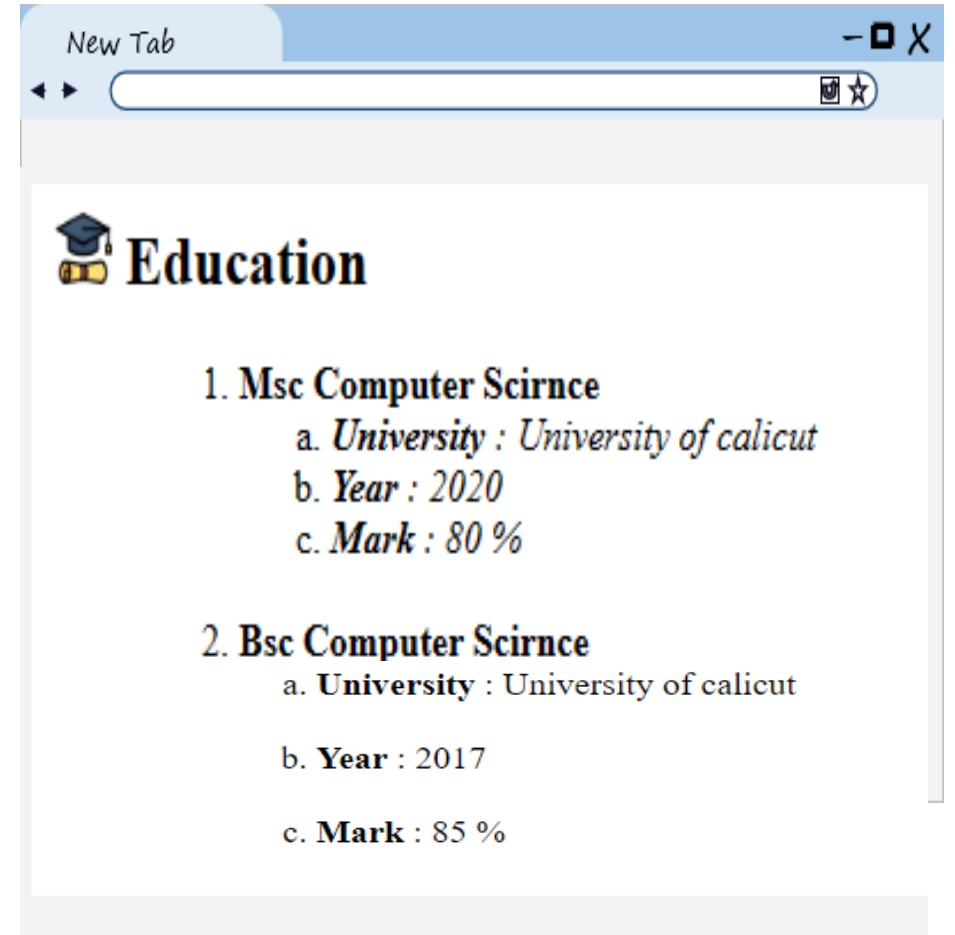 New Tab
Education
1. Msc Computer Scirnce
a. University : University of calicut
b. Year : 2020
c. Mark : 80 %
2. Bsc Computer Scirnce
a. University : University of calicut
b. Year : 2017
c. Mark : 85 %